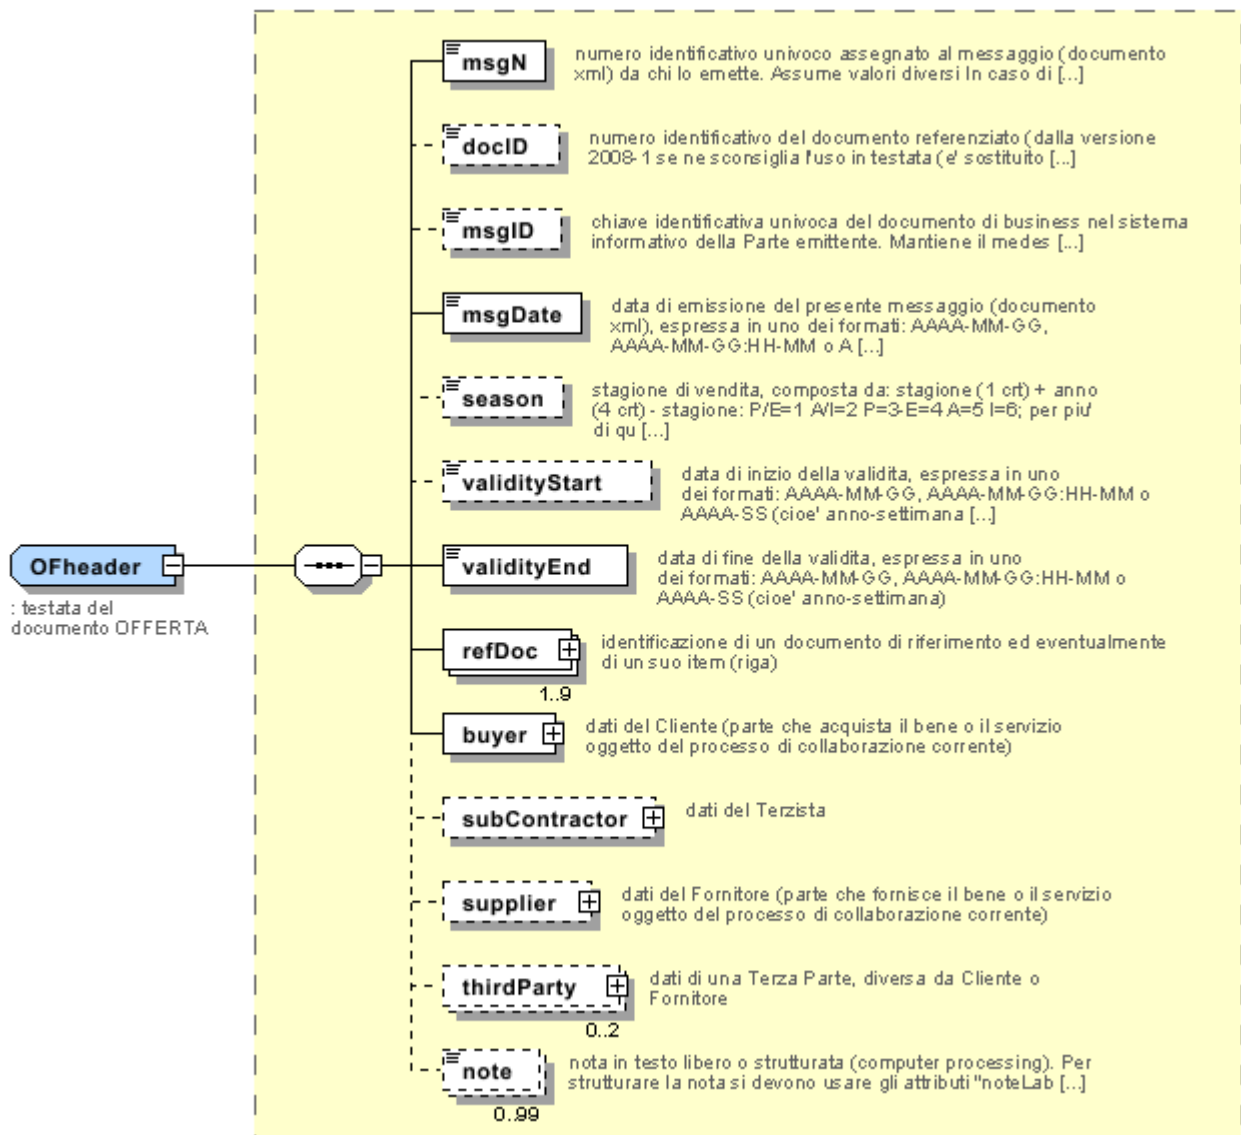 msgN
numero identificativo univoco assegnato al messaggio (documento
xml) da chi lo emette. Assume valori diversi In caso di [...]
docID
numero identificativo del documento referenziato (dalla versione
2008-1 se ne sconsiglia l'uso in testata (e' sostituito [...]
msgID
chiave identificativa univoca del documento di business nel sistema
informativo della Parte emittente. Mantiene il medes [...]
msgDate
data di emissione del presente messaggio (documento
xml), espressa in uno dei formati: AAAA-MM-GG,
AAAA-MM-GG:HH-MM o A [...]
season
stagione di vendita, composta da: stagione (1 crt) + anno
(4 crt) - stagione: P/E=1 A/I=2 P=3-E=4 A=5 I=6; per piu'
di qu [...]
validityStart
data di inizio della validita, espressa in uno
dei formati: AAAA-MM-GG, AAAA-MM-GG:HH-MM o
AAAA-SS (cioe' anno-settimana [...]
OFheader
: testata del
documento OFFERTA
validityEnd
data di fine della validita, espressa in uno
dei formati: AAAA-MM-GG, AAAA-MM-GG:HH-MM o
AAAA-SS (cioe' anno-settimana)
refDoc
1..9
identificazione di un documento di riferimento ed eventualmente
di un suo item (riga)
buyer
dati del Cliente (parte che acquista il bene o il servizio
oggetto del processo di collaborazione corrente)
subContractor
dati del Terzista
supplier
dati del Fornitore (parte che fornisce il bene o il servizio
oggetto del processo di collaborazione corrente)
thirdParty
0..2
dati di una Terza Parte, diversa da Cliente o
Fornitore
note
0..99
nota in testo libero o strutturata (computer processing). Per
strutturare la nota si devono usare gli attributi "noteLab [...]